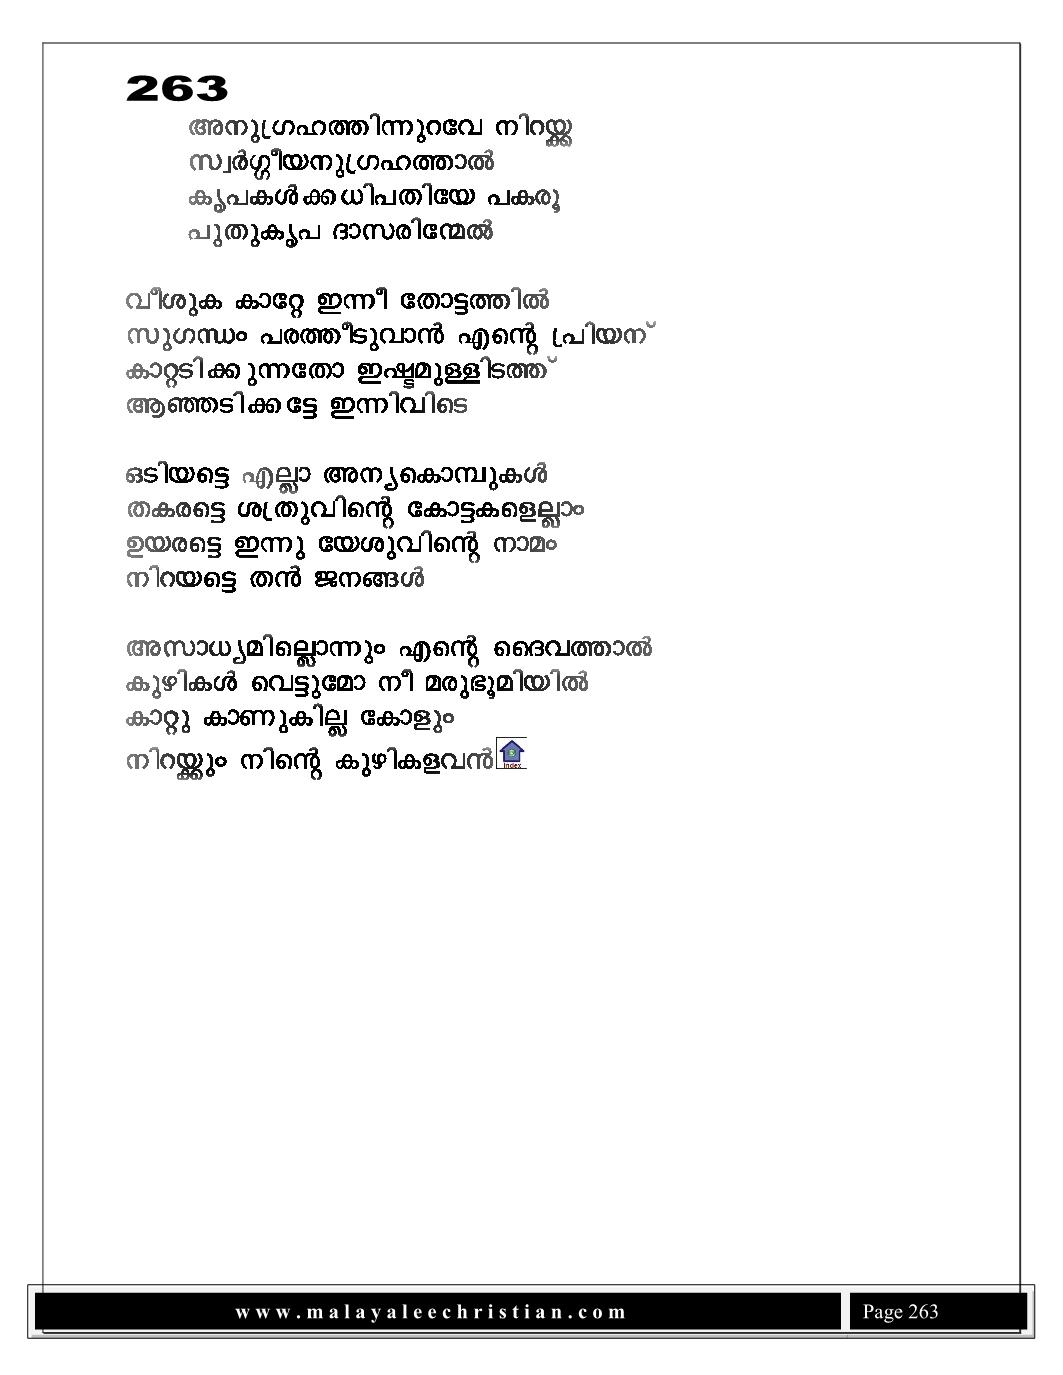 263
അനുഗ്രഹത്തിന്നുറവേ നിറയ്ക്ക
സ്വർഗ്ഗീയനുഗ്രഹത്താൽ
കൃപകൾക്കധിപതിയേ പകരൂ
പുതുകൃപ ദാസരിന്മേൽ
വീശുക കാറ്റേ ഇന്നീ തോട്ടത്തിൽ
സുഗന്ധം പരത്തീടുവാൻ എന്റെ പ്രിയന്
കാറ്റടിക്കുന്നതോ ഇഷ്ടമുള്ളിടത്ത്
ആഞ്ഞടിക്കട്ടേ ഇന്നിവിടെ
ഒടിയട്ടെ എല്ലാ അന്യകൊമ്പുകൾ
തകരട്ടെ ശത്രുവിന്റെ കോട്ടകളെല്ലാം
ഉയരട്ടെ ഇന്നു യേശുവിന്റെ നാമം
നിറയട്ടെ തൻ ജനങ്ങൾ
അസാധ്യമില്ലൊന്നും എന്റെ ദൈവത്താൽ
കുഴികൾ വെട്ടുമോ നീ മരുഭൂമിയിൽ
കാറ്റു കാണുകില്ല കോളും
നിറയ്ക്കും നിന്റെ കുഴികളവൻ
Index
www.malayaleechristian.com
Page 263